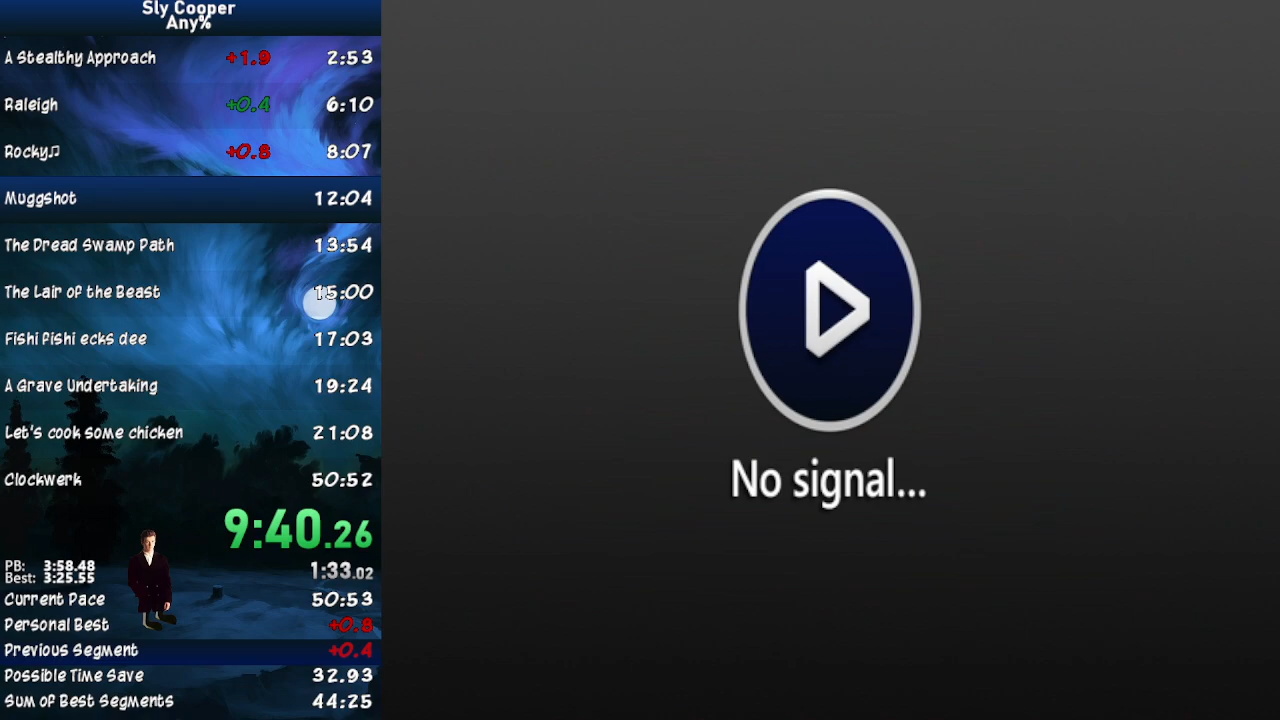 Sly Cooper
Any%
A Stealthy Approach +1.9 2:53
Raleigh +0.4 6:10
Rocky♫ +0.8 8:07
Muggshot 12:04
The Dread Swamp Path 13:54
The Lair of the Beast 15:00
Fishi fishi ecks dee 17:03
A Grave Undertaking 19:24
Let's cook some chicken 21:08
Clockwerk 50:52
9:40.26
PB: 3:58.48
Best: 3:25.55
1:33.02
Current Pace 50:53
Personal Best +0.8
Previous Segment +0.4
Possible Time Save 32.93
Sum of Best Segments 44:25
No signal...